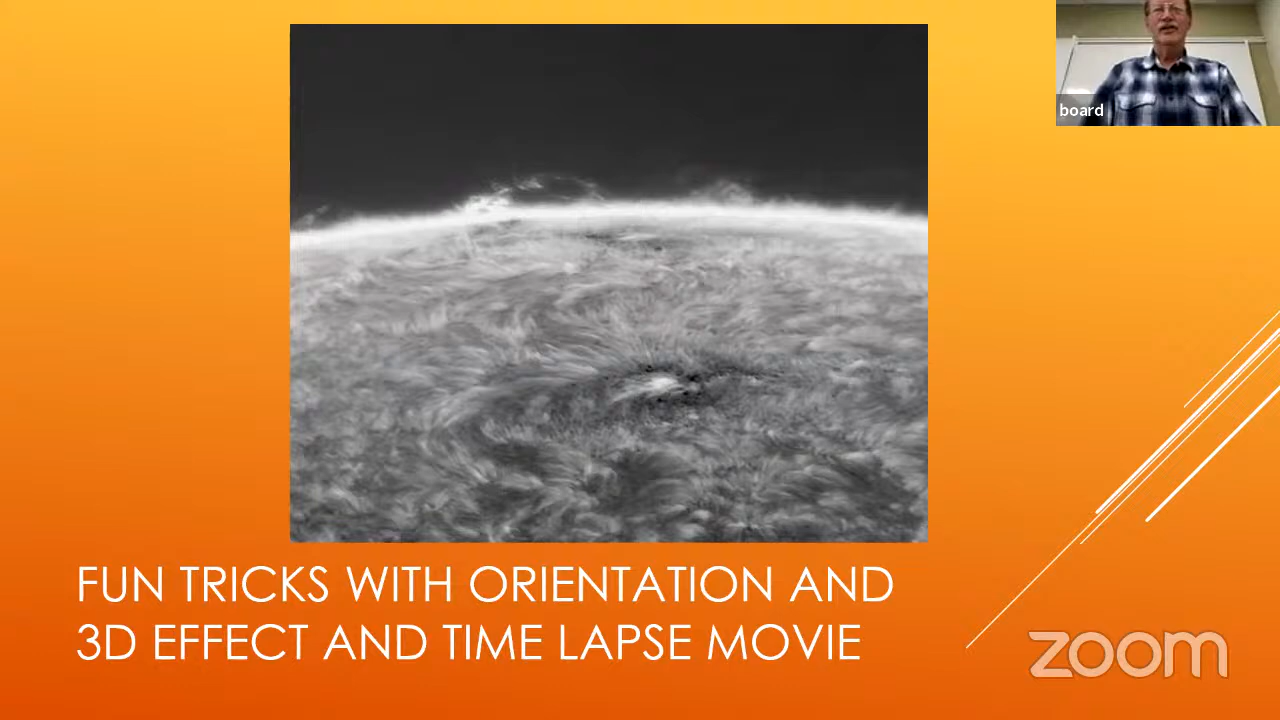 board
FUN TRICKS WITH ORIENTATION AND
3D EFFECT AND TIME LAPSE MOVIE
zoom